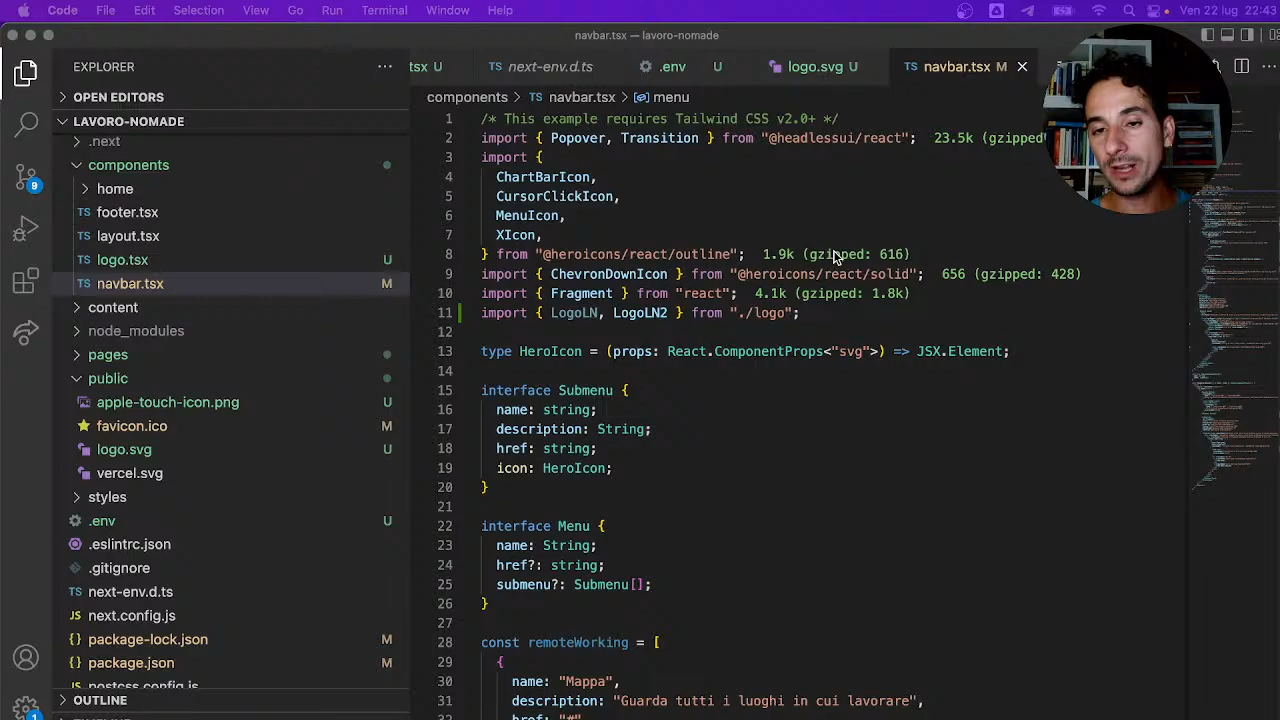 Code File Edit Selection View Go Run Terminal Window Help Ven 22 lug 22:43
navbar.tsx — lavoro-nomade
EXPLORER
OPEN EDITORS
LAVORO-NOMADE
.next
components
home
footer.tsx
layout.tsx
logo.tsx U
navbar.tsx M
content
node_modules
pages
public
apple-touch-icon.png U
favicon.ico M
logo.svg U
vercel.svg
styles
.env U
.eslintrc.json
.gitignore
next-env.d.ts
next.config.js
package-lock.json M
package.json M
postcss.config.js
OUTLINE
9
1
tsx U next-env.d.ts .env U logo.svg U navbar.tsx M
components > navbar.tsx > menu
1 /* This example requires Tailwind CSS v2.0+ */
2 import { Popover, Transition } from "@headlessui/react"; 23.5k (gzipped
3 import {
4 ChartBarIcon,
5 CursorClickIcon,
6 MenuIcon,
7 XIcon,
8 } from "@heroicons/react/outline"; 1.9k (gzipped: 616)
9 import { ChevronDownIcon } from "@heroicons/react/solid"; 656 (gzipped: 428)
10 import { Fragment } from "react"; 4.1k (gzipped: 1.8k)
11 import { LogoLN, LogoLN2 } from "./logo";
12
13 type HeroIcon = (props: React.ComponentProps<"svg">) => JSX.Element;
14
15 interface Submenu {
16 name: String;
17 description: String;
18 href: string;
19 icon: HeroIcon;
20 }
21
22 interface Menu {
23 name: String;
24 href?: string;
25 submenu?: Submenu[];
26 }
27
28 const remoteWorking = [
29 {
30 name: "Mappa",
31 description: "Guarda tutti i luoghi in cui lavorare",
32 href: "#"